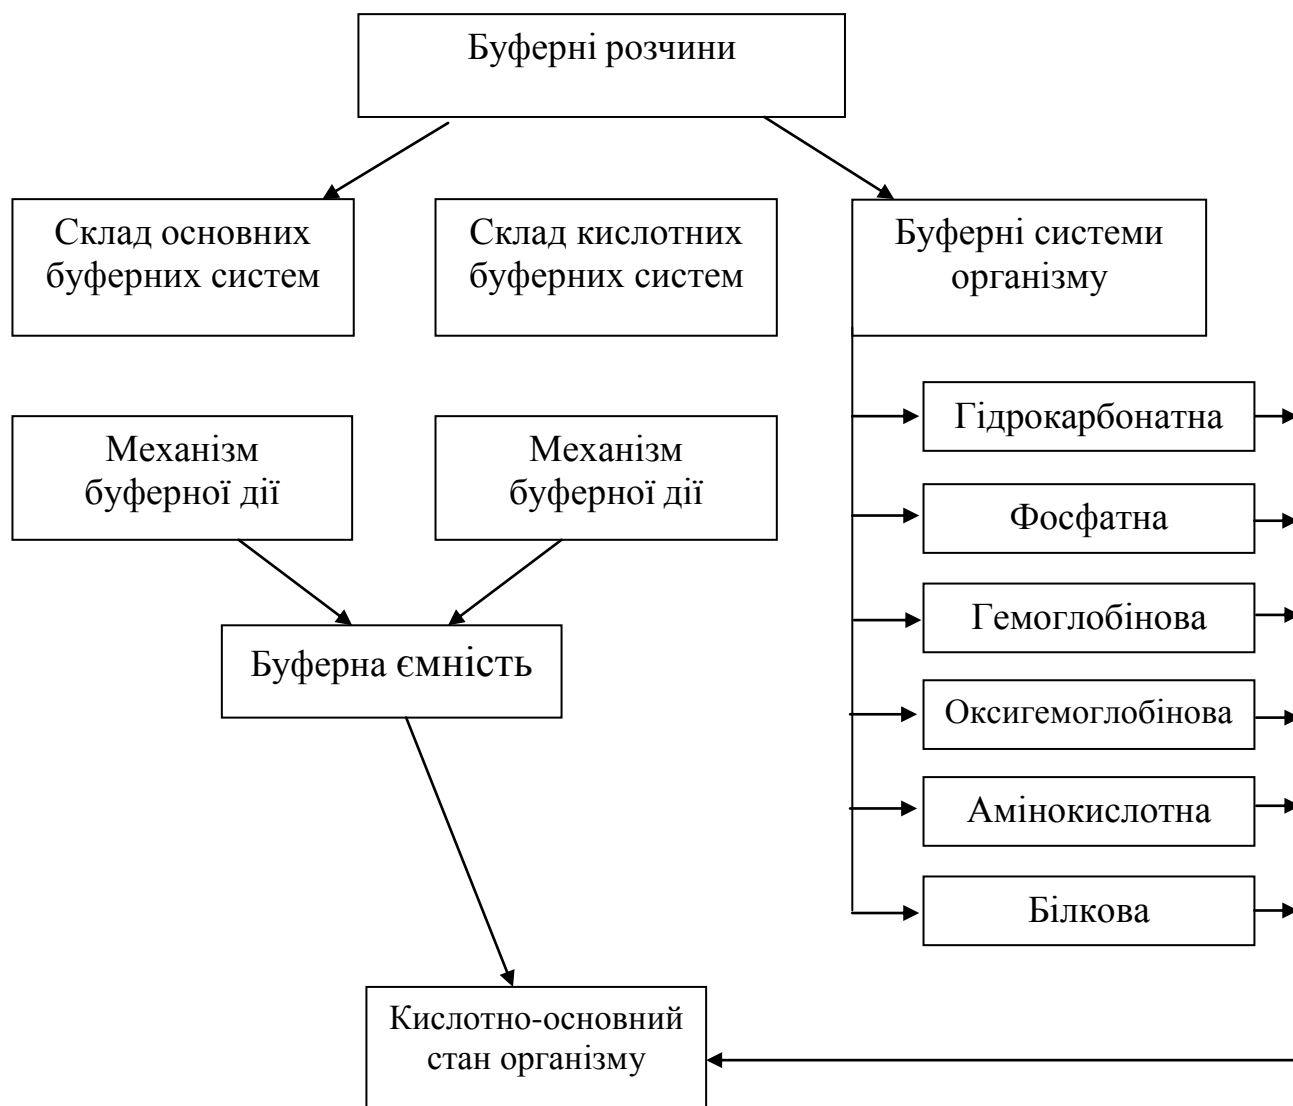 Буферні розчини
Склад основних
буферних систем
Склад кислотних
буферних систем
Буферні системи
організму
Механізм
буферної дії
Механізм
буферної дії
Гідрокарбонатна
Фосфатна
Гемоглобінова
Буферна ємність
Оксигемоглобінова
Амінокислотна
Білкова
Кислотно-основний
стан організму